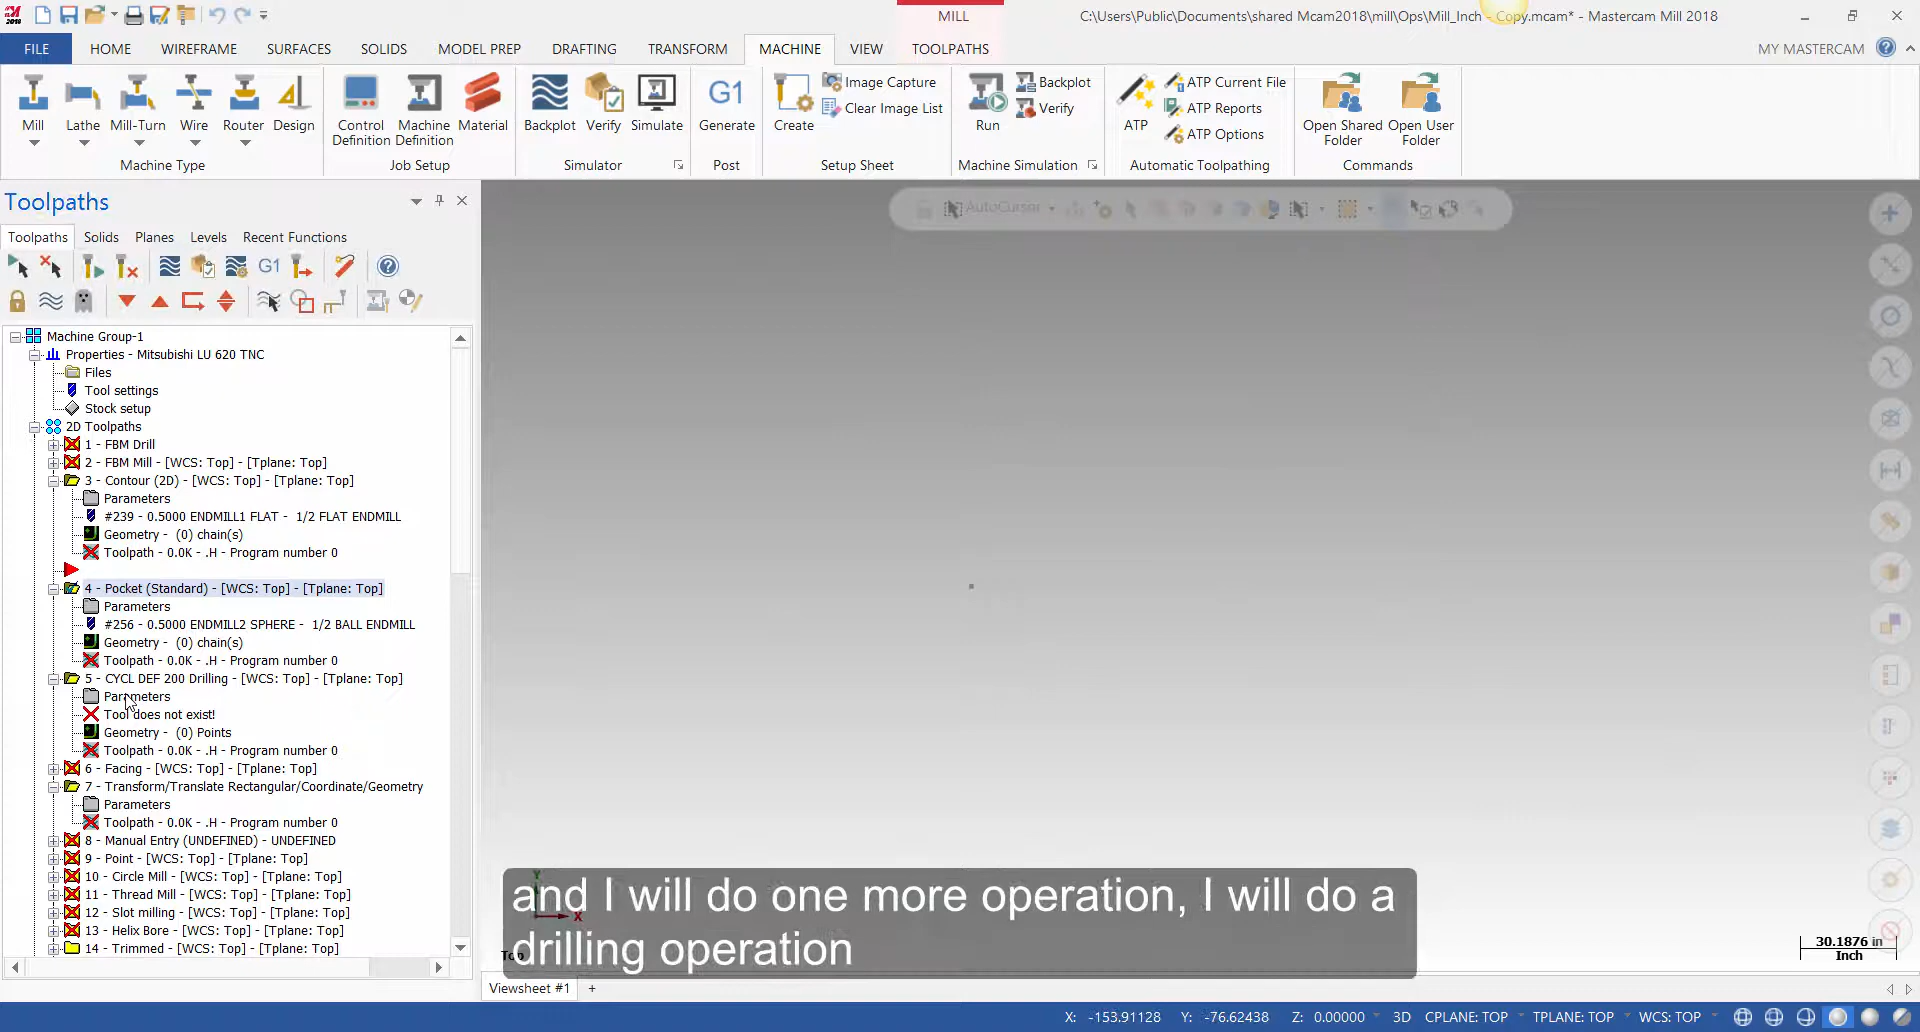 MILL
C:\Users\Public\Documents\shared Mcam2018\mill\Ops\Mill_Inch - Copy.mcam* - Mastercam Mill 2018
FILE HOME WIREFRAME SURFACES SOLIDS MODEL PREP DRAFTING TRANSFORM MACHINE VIEW TOOLPATHS MY MASTERCAM
Mill Lathe Mill-Turn Wire Router Design
Machine Type
Control Definition Machine Definition Material
Job Setup
Backplot Verify Simulate
Simulator
G1
Generate
Post
Create
Image Capture
Clear Image List
Setup Sheet
Run
Backplot
Verify
Machine Simulation
ATP
ATP Current File
ATP Reports
ATP Options
Automatic Toolpathing
Open Shared Folder Open User Folder
Commands
Toolpaths
Toolpaths Solids Planes Levels Recent Functions
G1
AutoCursor
Machine Group-1
Properties - Mitsubishi LU 620 TNC
Files
Tool settings
Stock setup
2D Toolpaths
1 - FBM Drill
2 - FBM Mill - [WCS: Top] - [Tplane: Top]
3 - Contour (2D) - [WCS: Top] - [Tplane: Top]
Parameters
#239 - 0.5000 ENDMILL1 FLAT - 1/2 FLAT ENDMILL
Geometry - (0) chain(s)
Toolpath - 0.0K - .H - Program number 0
4 - Pocket (Standard) - [WCS: Top] - [Tplane: Top]
Parameters
#256 - 0.5000 ENDMILL2 SPHERE - 1/2 BALL ENDMILL
Geometry - (0) chain(s)
Toolpath - 0.0K - .H - Program number 0
5 - CYCL DEF 200 Drilling - [WCS: Top] - [Tplane: Top]
Parameters
Tool does not exist!
Geometry - (0) Points
Toolpath - 0.0K - .H - Program number 0
6 - Facing - [WCS: Top] - [Tplane: Top]
7 - Transform/Translate Rectangular/Coordinate/Geometry
Parameters
Toolpath - 0.0K - .H - Program number 0
8 - Manual Entry (UNDEFINED) - UNDEFINED
9 - Point - [WCS: Top] - [Tplane: Top]
10 - Circle Mill - [WCS: Top] - [Tplane: Top]
11 - Thread Mill - [WCS: Top] - [Tplane: Top]
12 - Slot milling - [WCS: Top] - [Tplane: Top]
13 - Helix Bore - [WCS: Top] - [Tplane: Top]
14 - Trimmed - [WCS: Top] - [Tplane: Top]
Y
X
Top
and I will do one more operation, I will do a
drilling operation
30.1876 in
Inch
Viewsheet #1 +
X: -153.91128 Y: -76.62438 Z: 0.00000 3D CPLANE: TOP TPLANE: TOP WCS: TOP